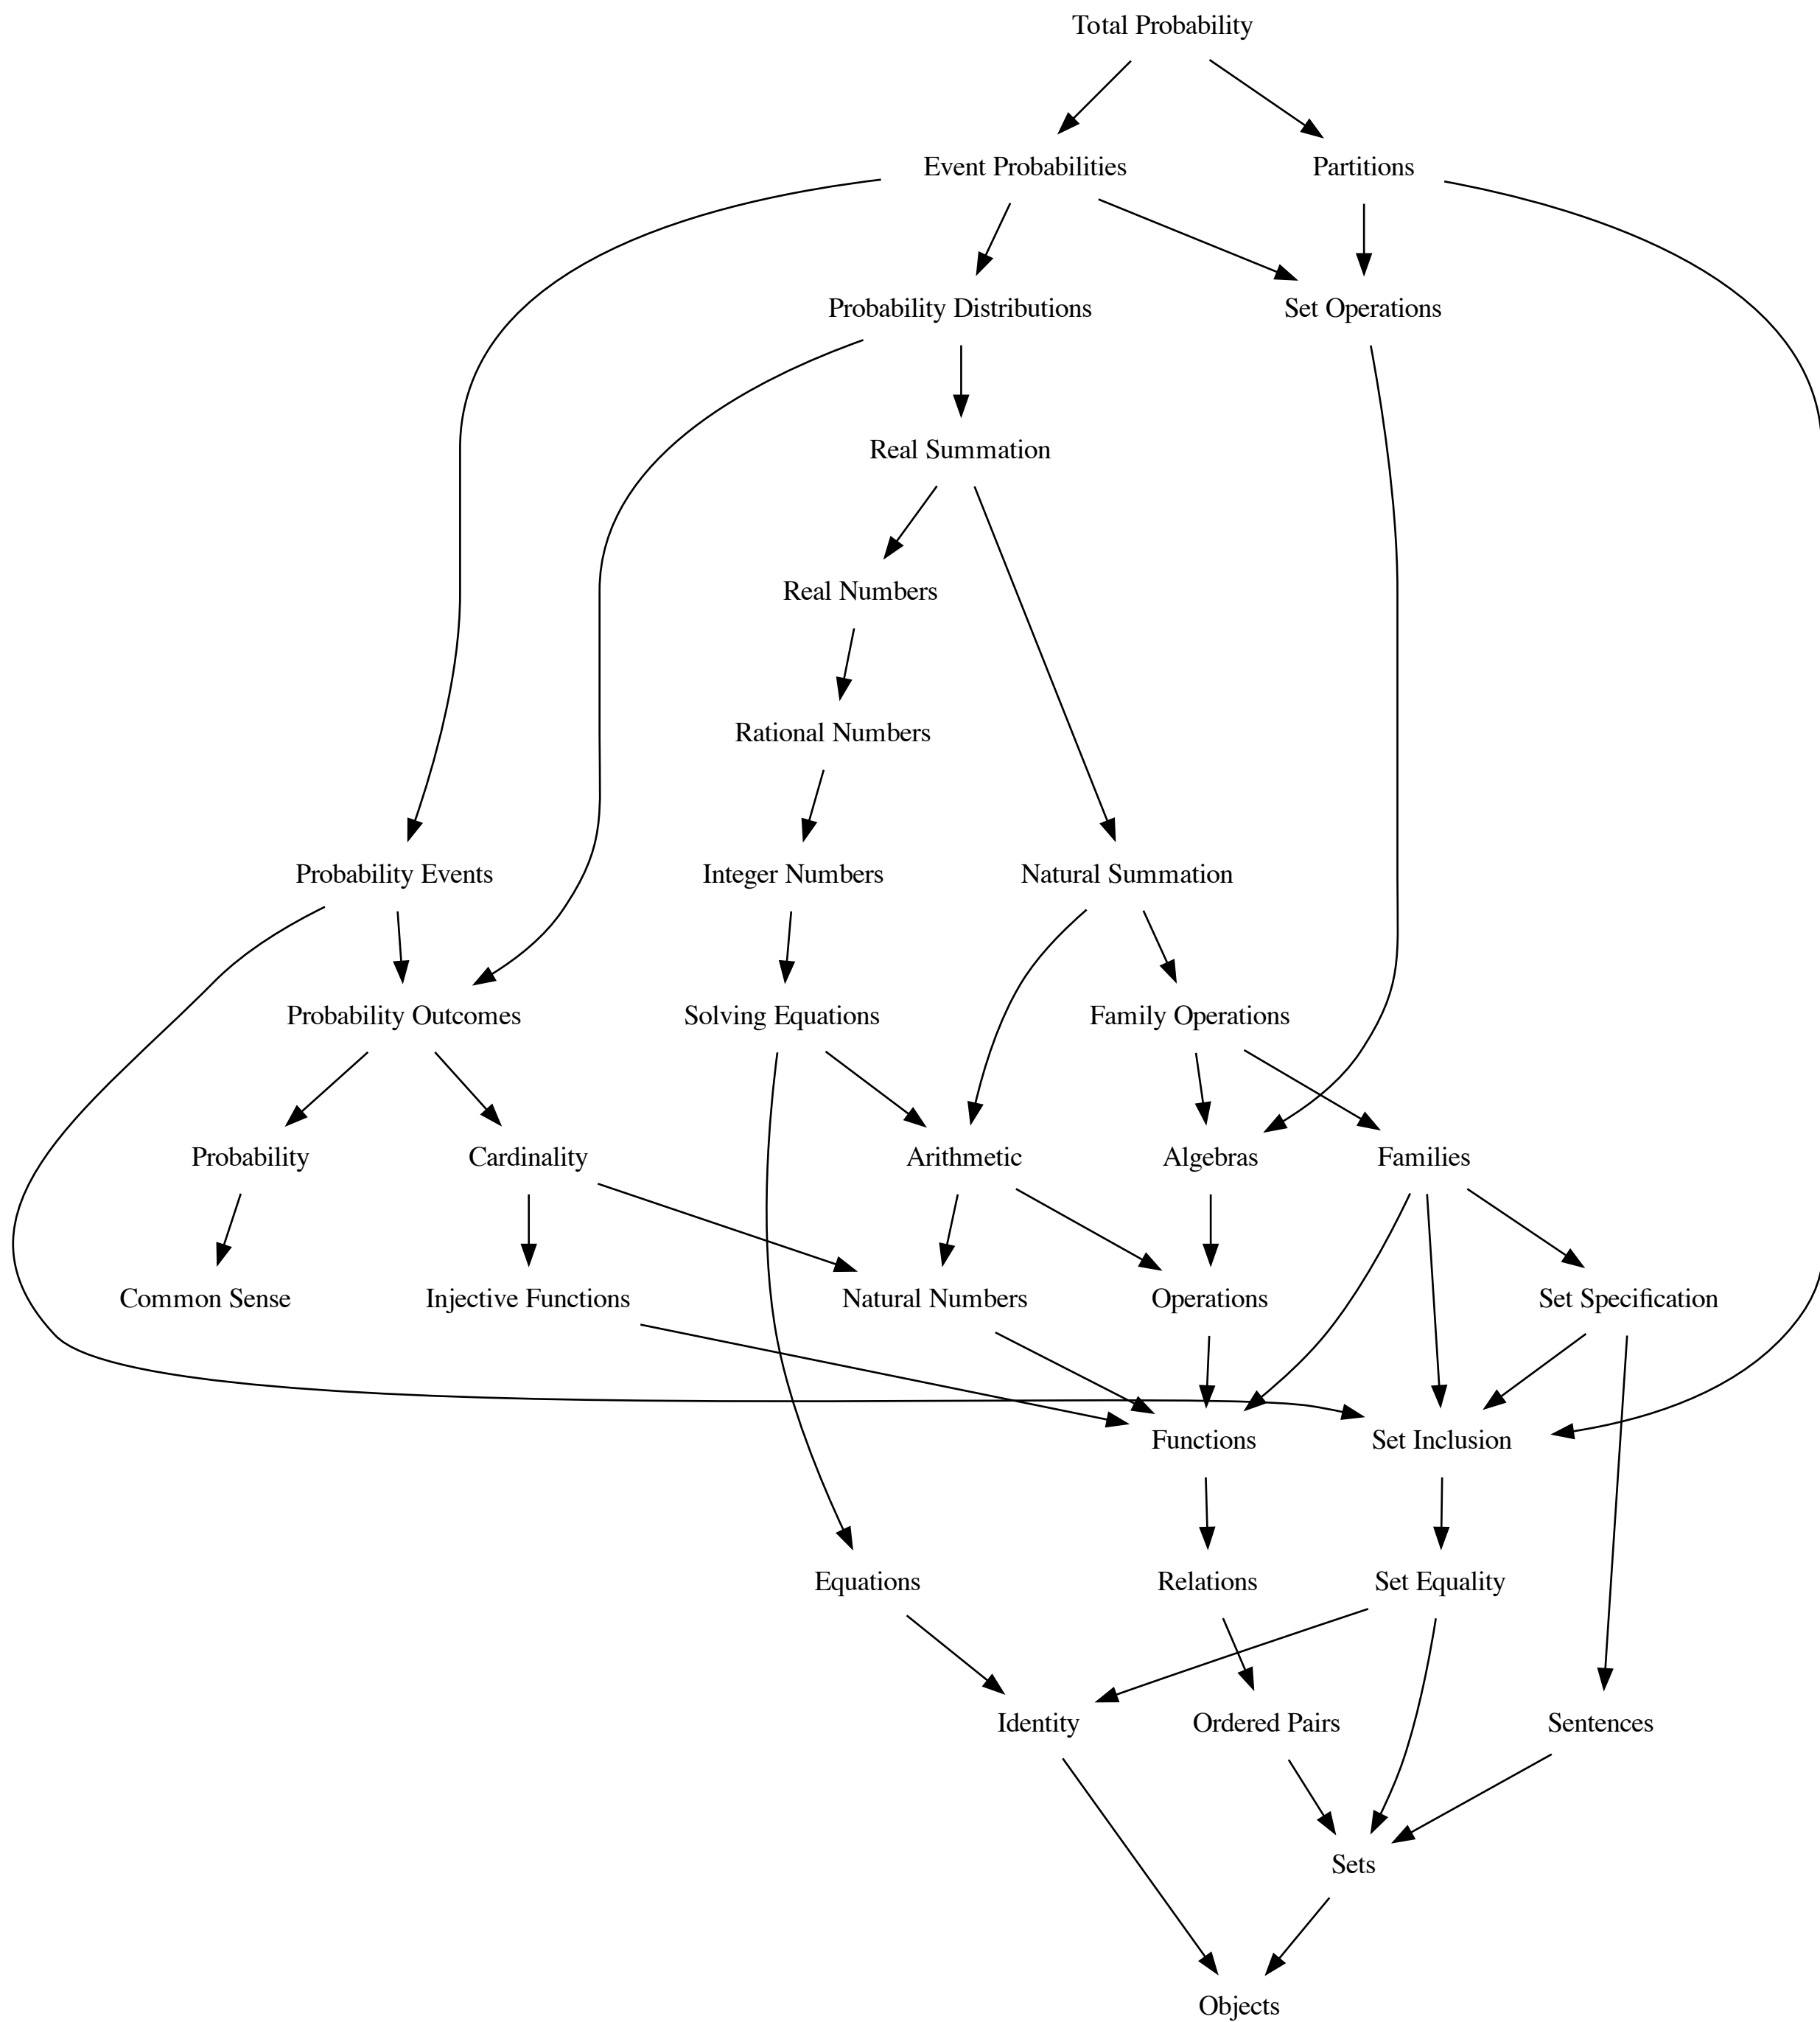 Total Probability
Event Probabilities
Partitions
Probability Distributions
Set Operations
Real Summation
Real Numbers
Rational Numbers
Probability Events
Integer Numbers
Natural Summation
Probability Outcomes
Solving Equations
Family Operations
Probability
Cardinality
Arithmetic
Algebras
Families
Common Sense
Injective Functions
Natural Numbers
Operations
Set Specification
Functions
Set Inclusion
Equations
Relations
Set Equality
Identity
Ordered Pairs
Sentences
Sets
Objects